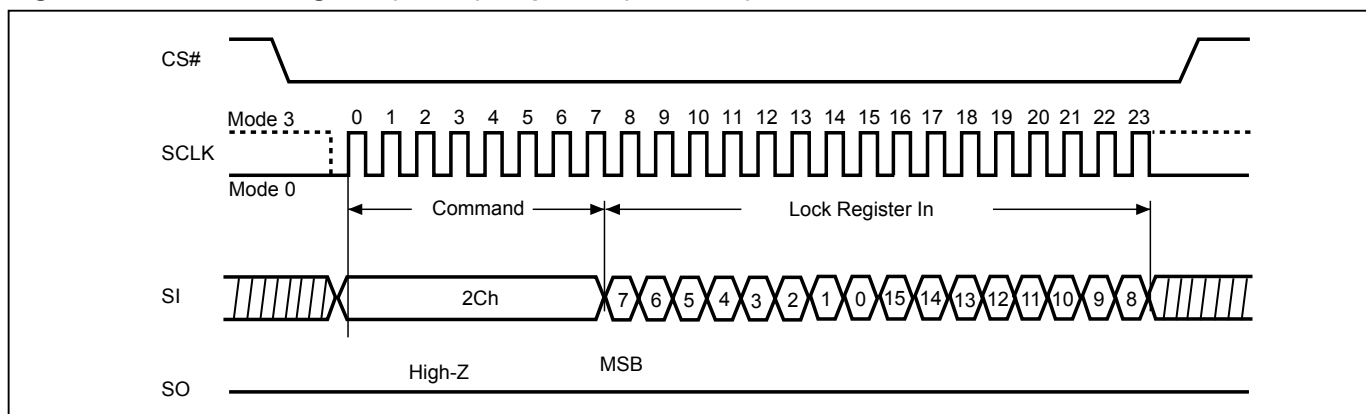 CS#
Mode 3
0 1 2 3 4 5 6 7 8 9 10 11 12 13 14 15 16 17 18 19 20 21 22 23
SCLK
Mode 0
Command
Lock Register In
SI
2Ch
7 6 5 4 3 2 1 0 15 14 13 12 11 10 9 8
High-Z
MSB
SO